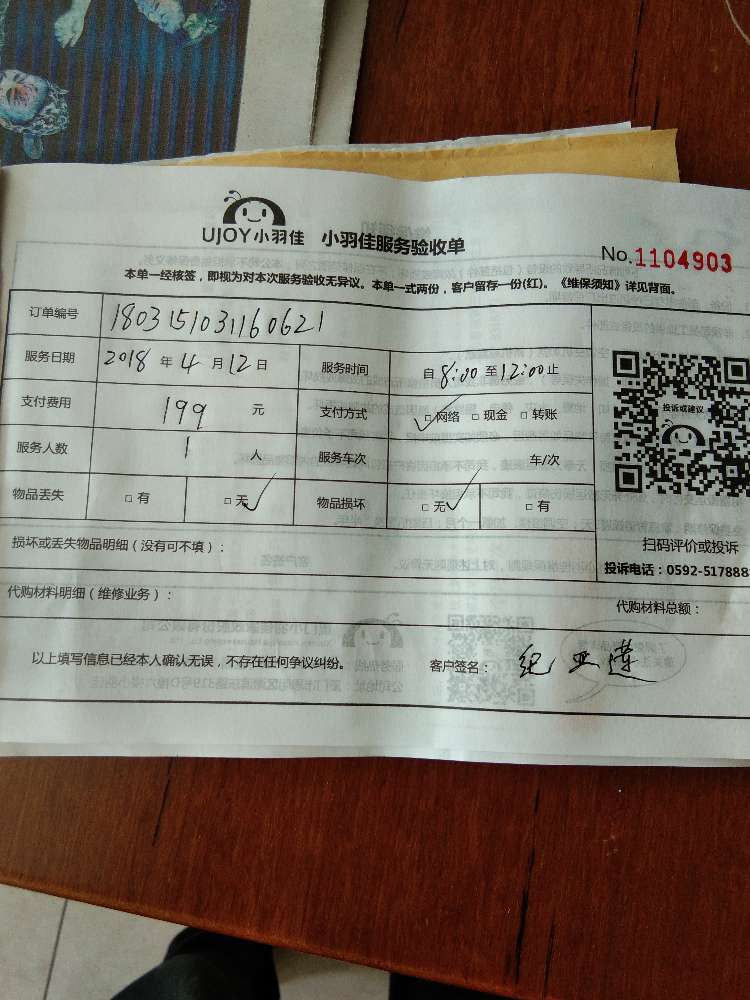 UJOY小羽佳 小羽佳服务验收单
No.1104903
本单一经核签，即视为对本次服务验收无异议。本单一式两份，客户留存一份(红)。《维保须知》详见背面。
订单编号 1803151031160621
服务日期 2018 年 4 月 12 日 服务时间 自 8:00 至 12:00 止
支付费用 199 元 支付方式 □网络 □现金 □转账
投诉或建议
服务人数 1 人 服务车次 车/次
物品丢失 □有 □无 物品损坏 □无 □有
扫码评价或投诉
损坏或丢失物品明细（没有可不填）：
投诉电话：0592-517888
代购材料明细（维修业务）： 代购材料总额：
以上填写信息已经本人确认无误，不存在任何争议纠纷。 客户签名： 纪亚莲